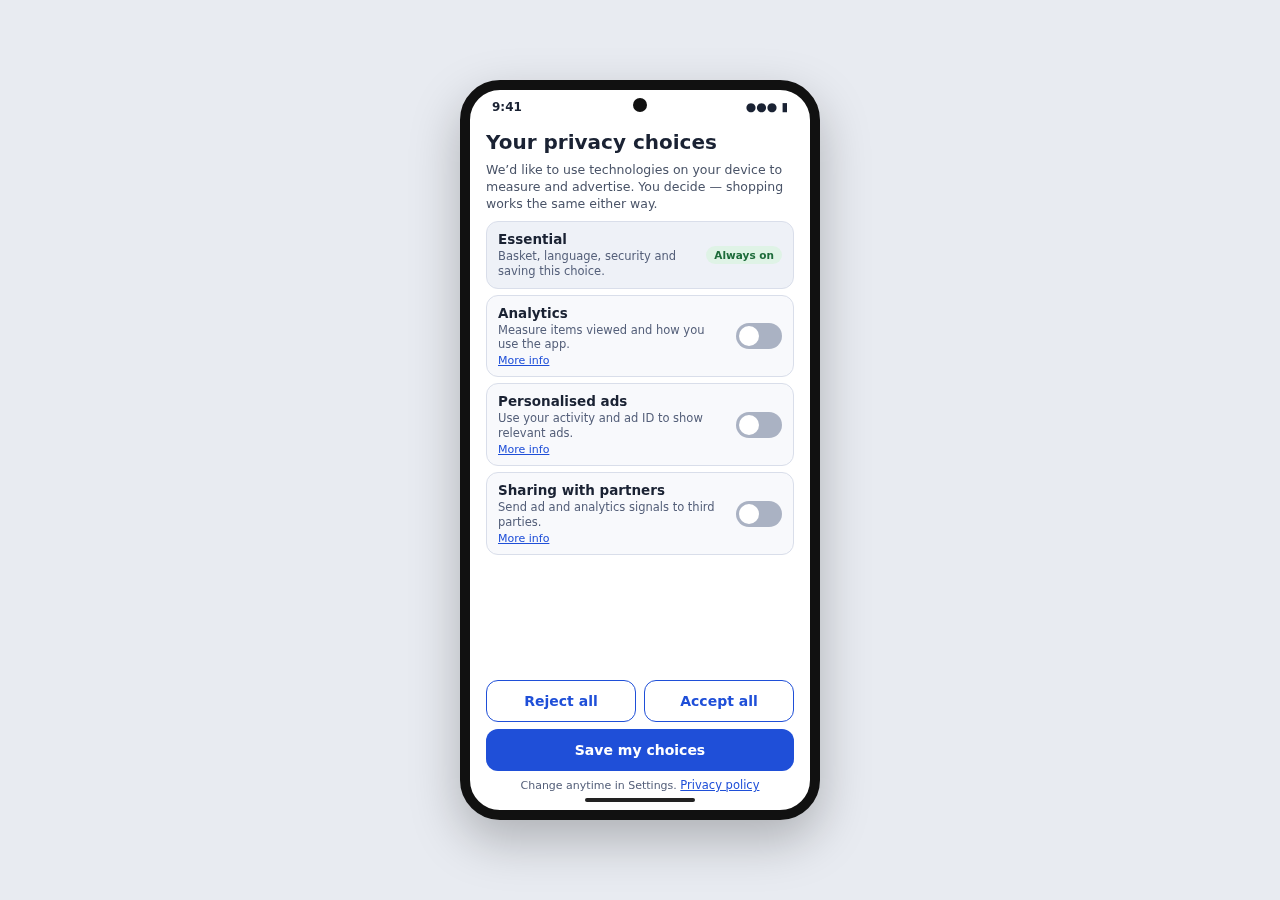 9:41
Your privacy choices
We’d like to use technologies on your device to
measure and advertise. You decide — shopping
works the same either way.
Essential
Basket, language, security and
saving this choice.
Always on
Analytics
Measure items viewed and how you
use the app.
More info
Personalised ads
Use your activity and ad ID to show
relevant ads.
More info
Sharing with partners
Send ad and analytics signals to third
parties.
More info
Reject all
Accept all
Save my choices
Change anytime in Settings. Privacy policy